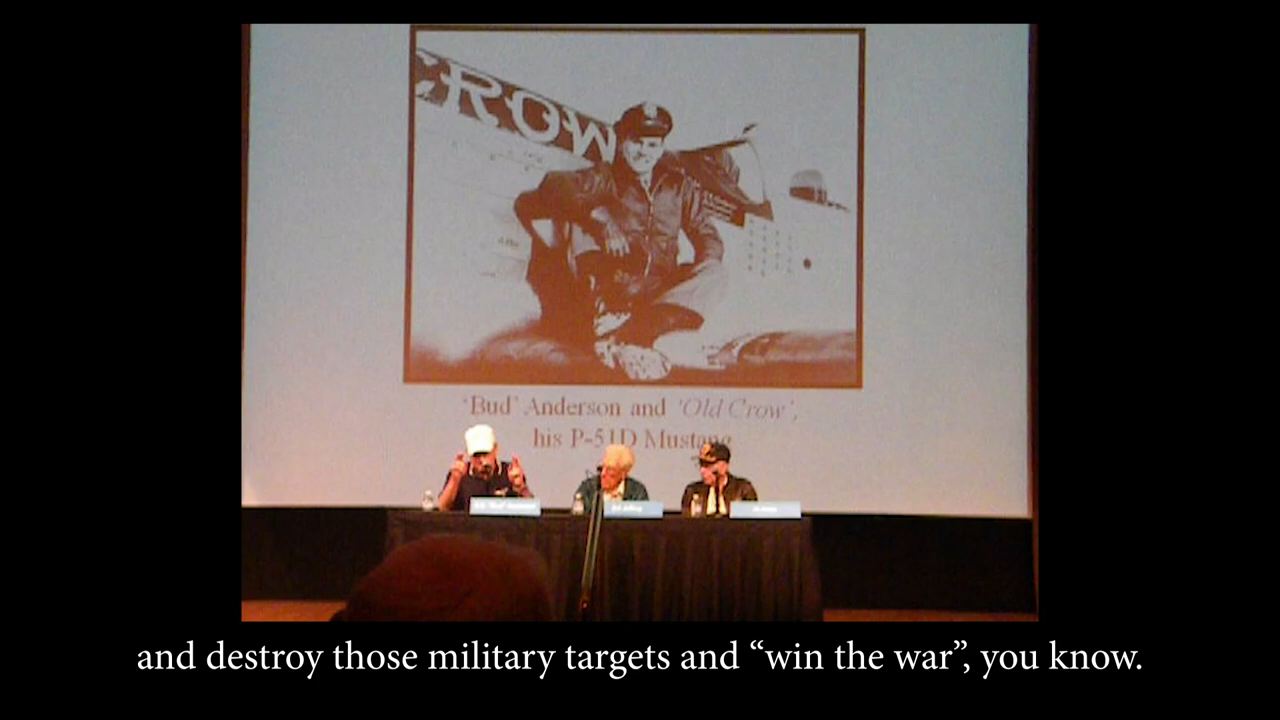 CROW
'Bud' Anderson and 'Old Crow',
his P-51D Mustang
and destroy those military targets and “win the war”, you know.